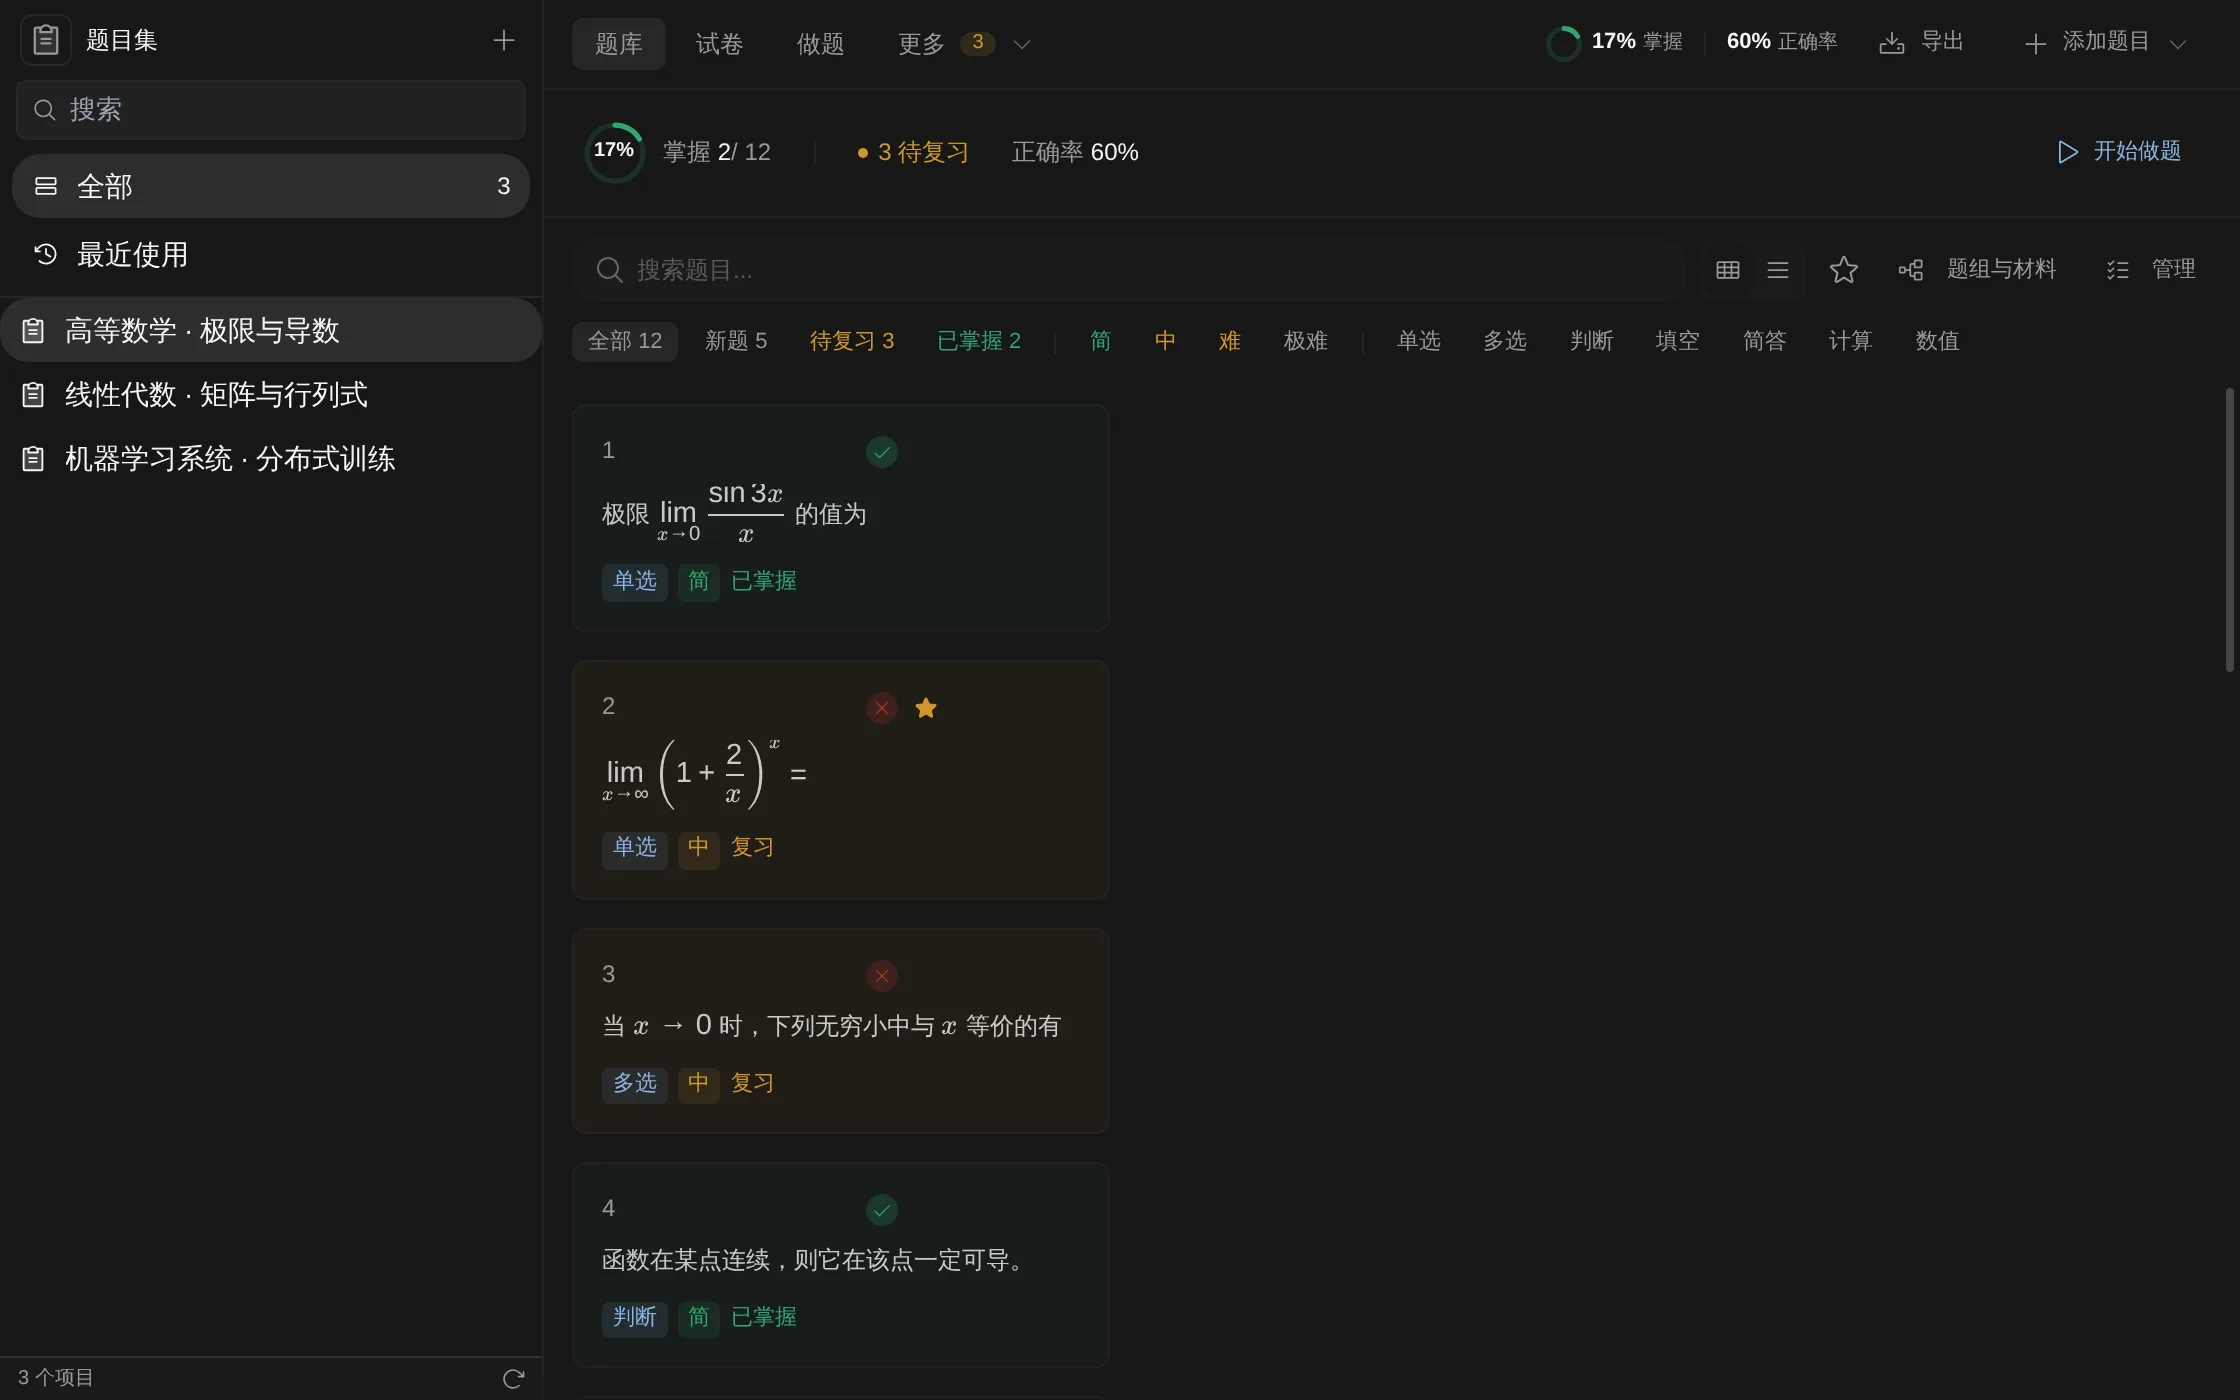 题目集
搜索
全部 3
最近使用
高等数学 · 极限与导数
线性代数 · 矩阵与行列式
机器学习系统 · 分布式训练
3 个项目
题库 试卷 做题 更多 3
17% 掌握 60% 正确率 导出 添加题目
17% 掌握 2/ 12 3 待复习 正确率 60% 开始做题
搜索题目... 题组与材料 管理
全部 12 新题 5 待复习 3 已掌握 2 简 中 难 极难 单选 多选 判断 填空 简答 计算 数值
1
极限 lim x→0 sin 3x / x 的值为
单选 简 已掌握
2
lim x→∞ (1 + 2/x)^x =
单选 中 复习
3
当 x → 0 时，下列无穷小中与 x 等价的有
多选 中 复习
4
函数在某点连续，则它在该点一定可导。
判断 简 已掌握